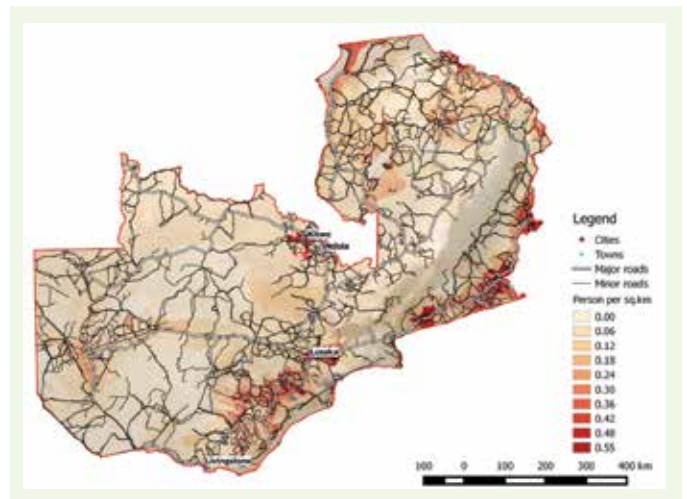 Kitwe
Ndola
Lusaka
Livingstone
Legend
Cities
Towns
Major roads
Minor roads
Person per sq.km
0.00
0.06
0.12
0.18
0.24
0.30
0.36
0.42
0.48
0.55
100 0 100 200 300 400 km